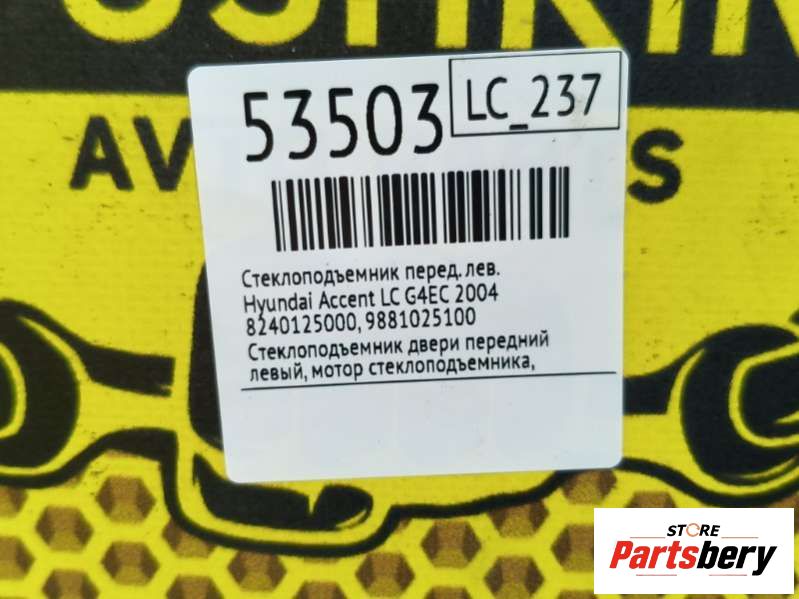 53503
LC_237
Стеклоподъемник перед. лев.
Hyundai Accent LC G4EC 2004
8240125000, 9881025100
Стеклоподъемник двери передний
левый, мотор стеклоподъемника,
STORE
Partsbery